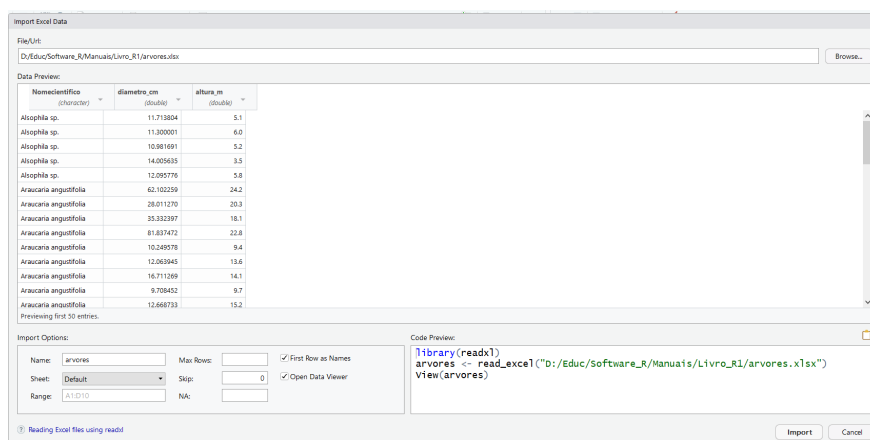 Import Excel Data
File/Url:
D:/Educ/Software_R/Manuais/Livro_R1/arvores.xlsx Browse...
Data Preview:
Nomecientifico diametro_cm altura_m
(character) (double) (double)
Alsophila sp. 11.713804 5.1
Alsophila sp. 11.300001 6.0
Alsophila sp. 10.981691 5.2
Alsophila sp. 14.005635 3.5
Alsophila sp. 12.095776 5.8
Araucaria angustifolia 62.102259 24.2
Araucaria angustifolia 28.011270 20.3
Araucaria angustifolia 35.332397 18.1
Araucaria angustifolia 81.837472 22.8
Araucaria angustifolia 10.249578 9.4
Araucaria angustifolia 12.063945 13.6
Araucaria angustifolia 16.711269 14.1
Araucaria angustifolia 9.708452 9.7
Araucaria angustifolia 12.668733 15.2
Previewing first 50 entries.
Import Options: Code Preview:
Name: arvores Max Rows: First Row as Names
Sheet: Default Skip: 0 Open Data Viewer
Range: A1:D10 NA:
library(readxl)
arvores <- read_excel("D:/Educ/Software_R/Manuais/Livro_R1/arvores.xlsx")
View(arvores)
? Reading Excel files using readxl Import Cancel